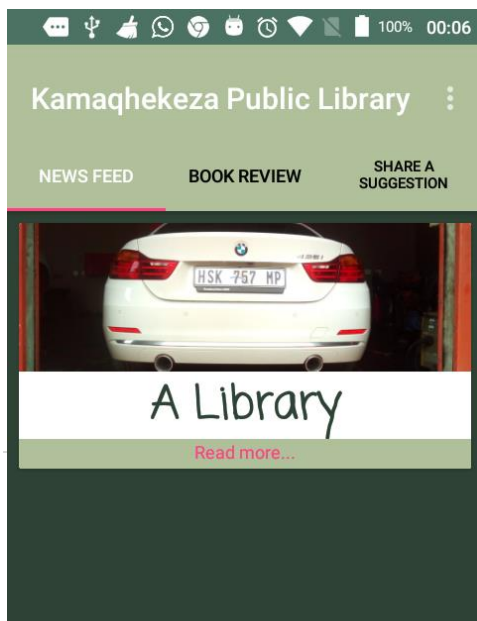 100% 00:06
Kamaqhekeza Public Library
NEWS FEED
BOOK REVIEW
SHARE A
SUGGESTION
HSK 757 MP
A Library
Read more...